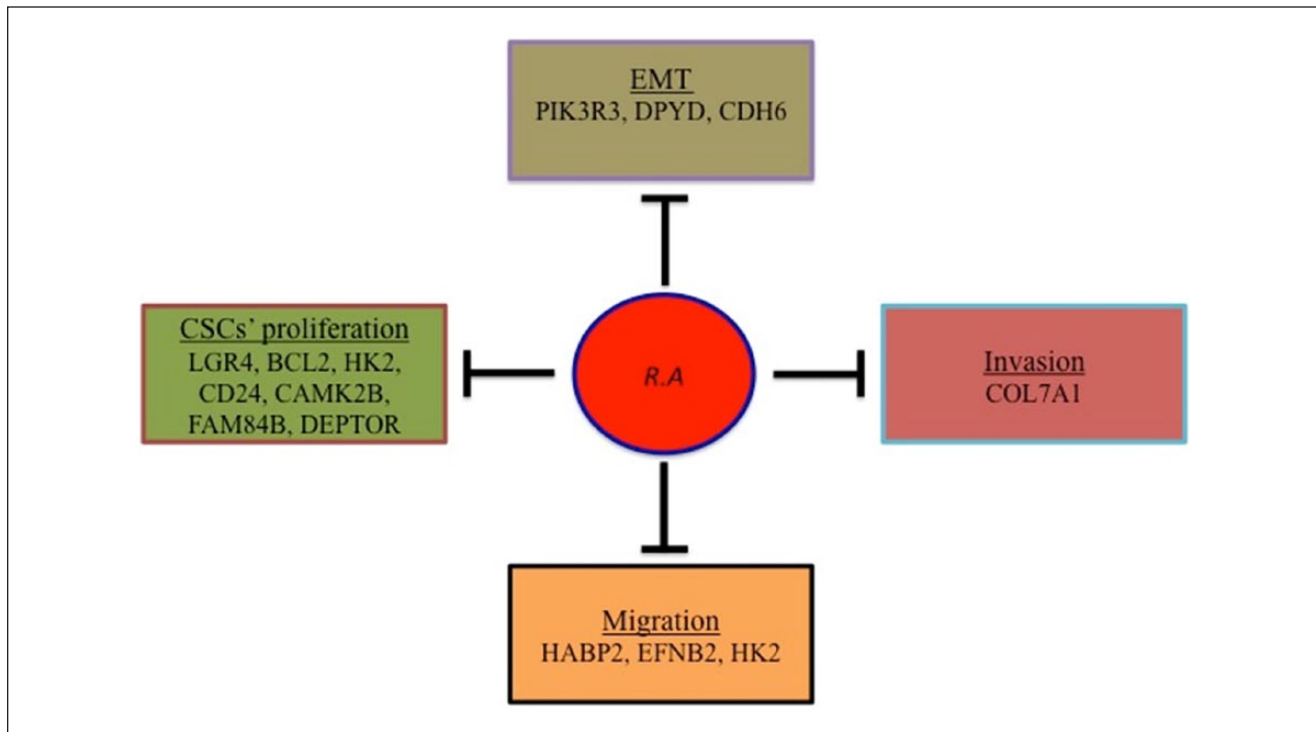 EMT
PIK3R3, DPYD, CDH6
CSCs’ proliferation
LGR4, BCL2, HK2,
CD24, CAMK2B,
FAM84B, DEPTOR
R.A
Invasion
COL7A1
Migration
HABP2, EFNB2, HK2